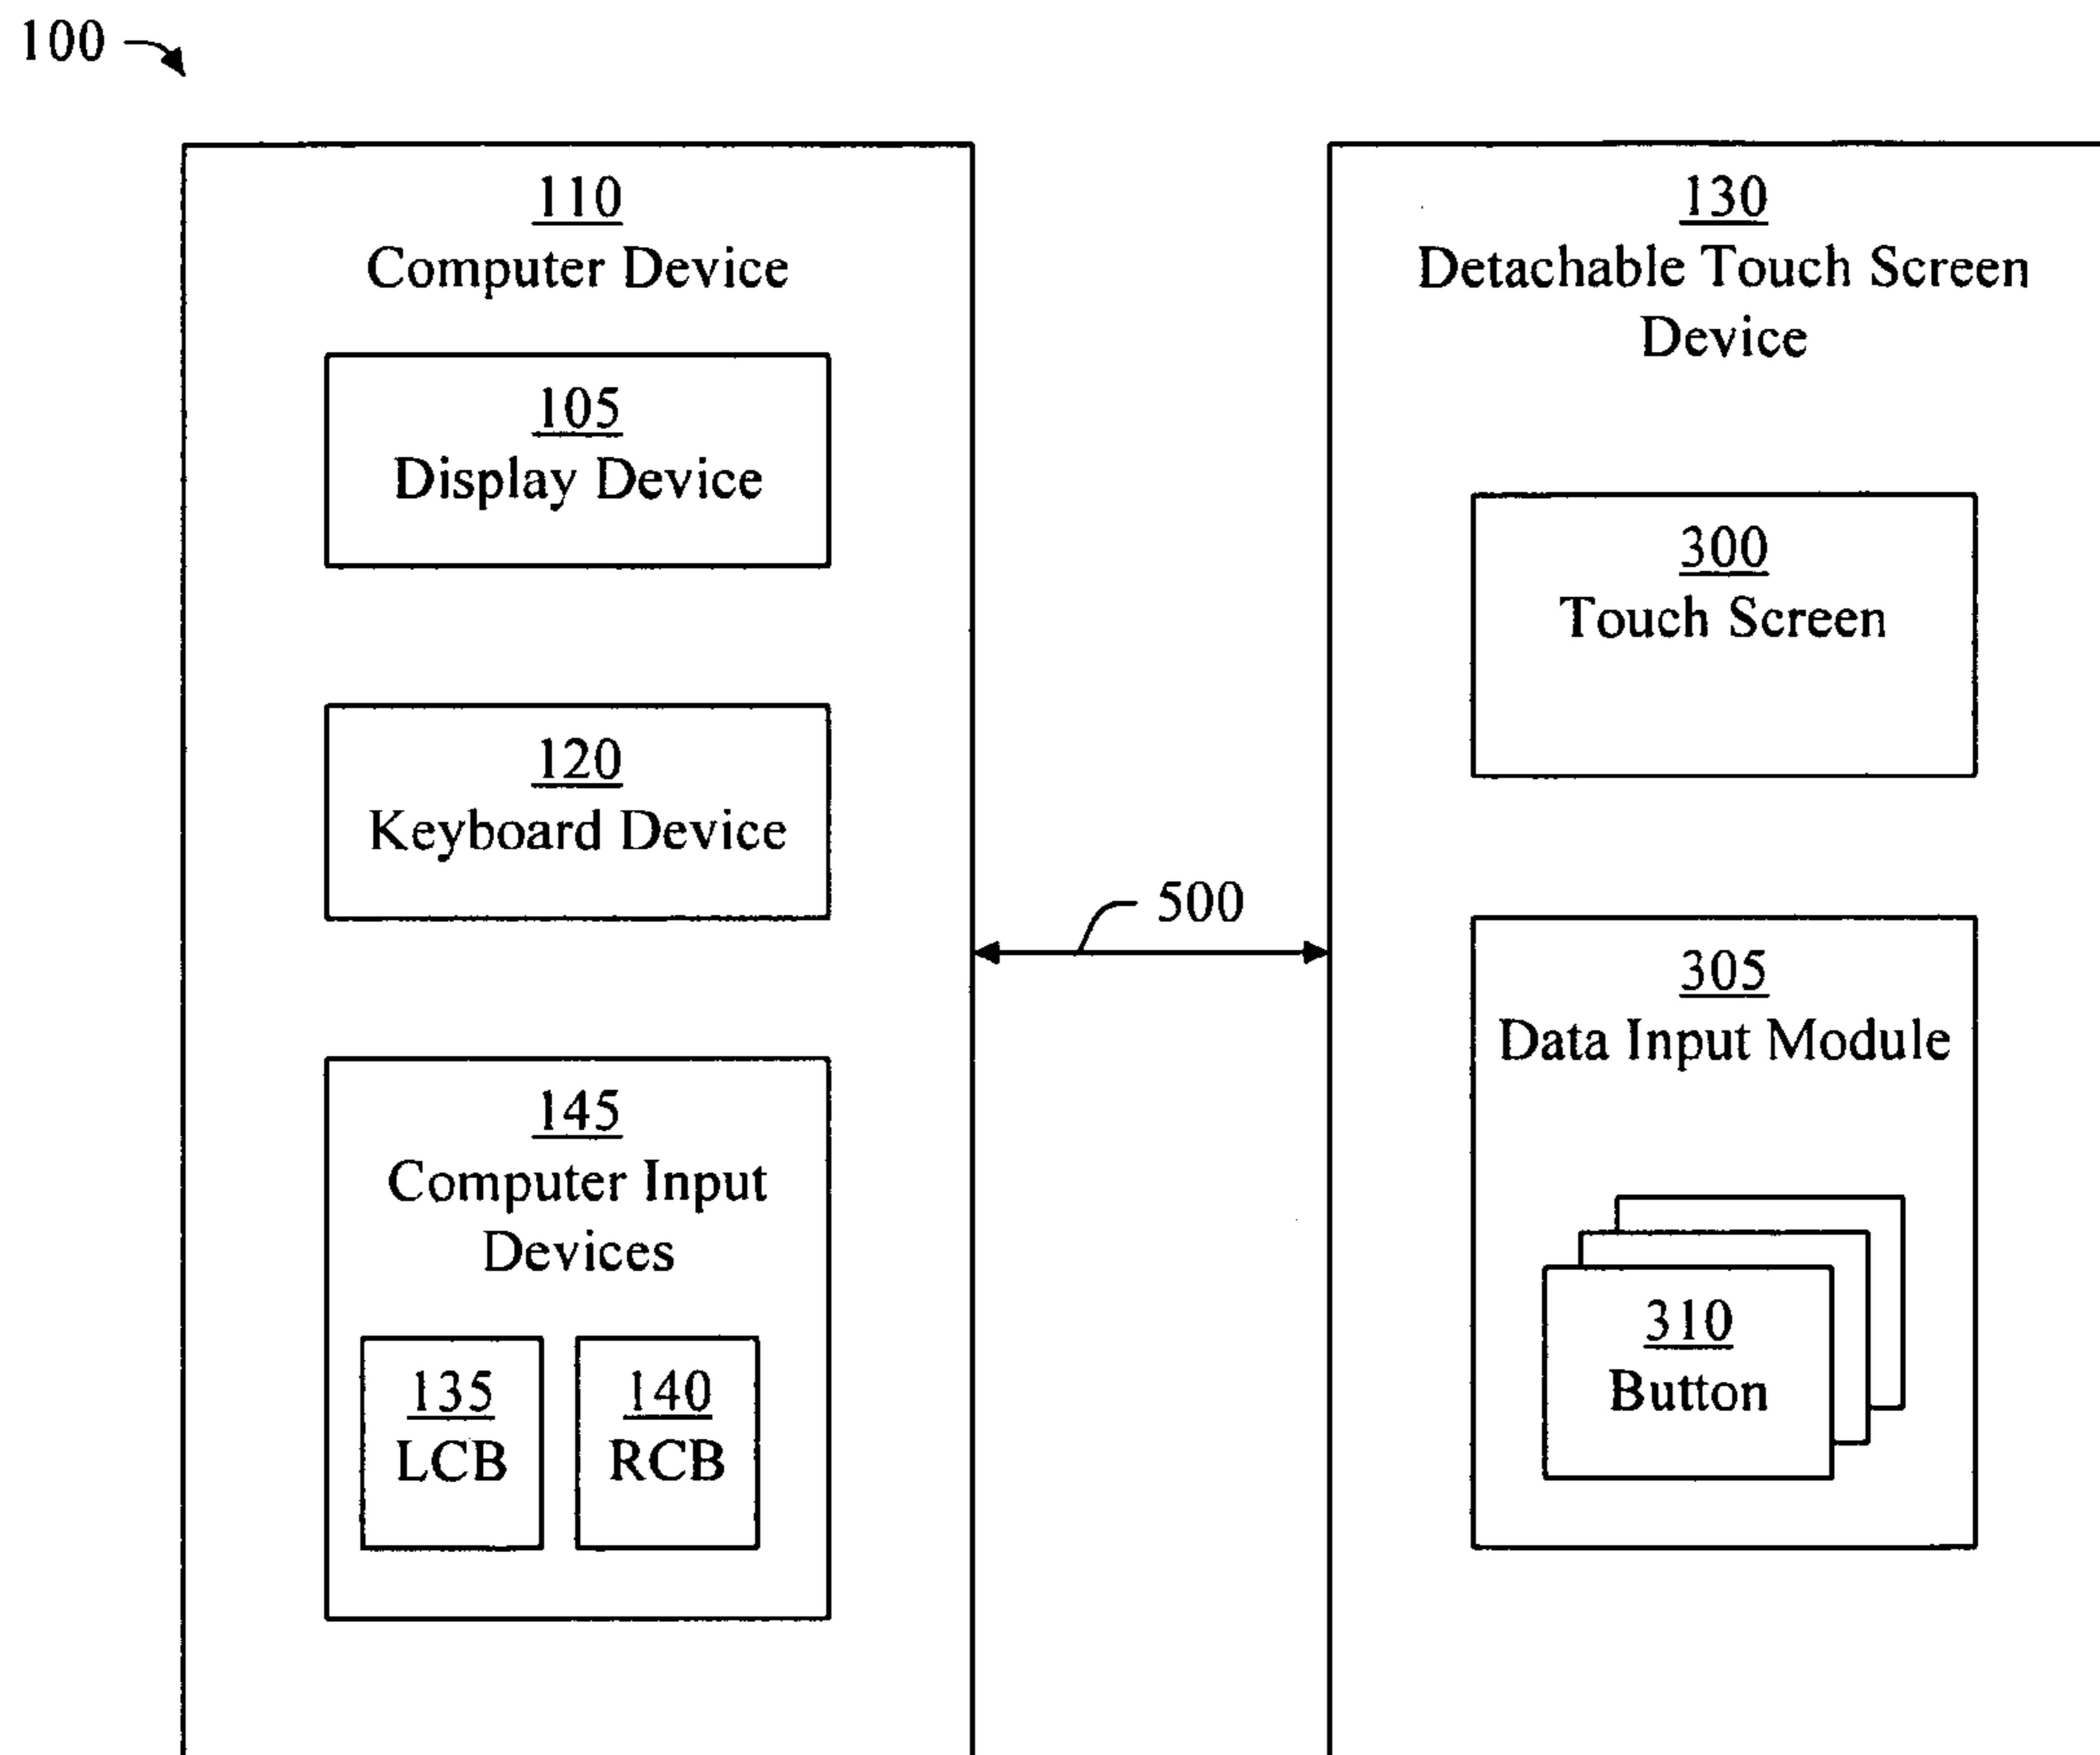 100
110
Computer Device
105
Display Device
120
Keyboard Device
145
Computer Input
Devices
135
LCB
140
RCB
500
130
Detachable Touch Screen
Device
300
Touch Screen
305
Data Input Module
310
Button